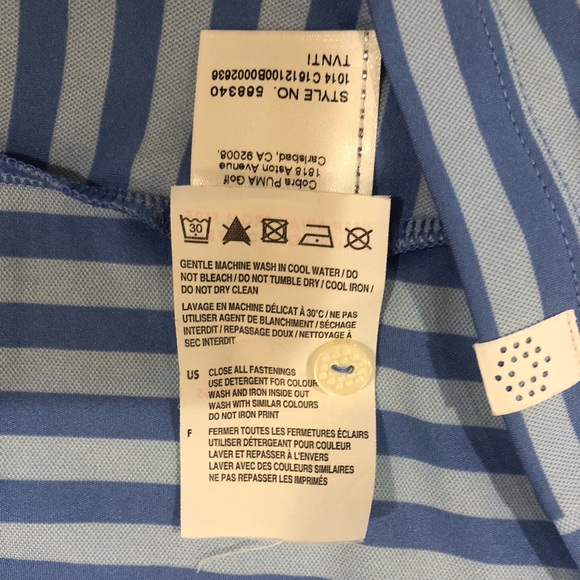 Cobra PUMA Golf
1818 Aston Avenue
Carlsbad, CA 92008.
STYLE NO. 568340
1014 C1612100B0002636
TVNTI
30
GENTLE MACHINE WASH IN COOL WATER / DO
NOT BLEACH / DO NOT TUMBLE DRY / COOL IRON /
DO NOT DRY CLEAN
LAVAGE EN MACHINE DÉLICAT À 30°C / NE PAS
UTILISER AGENT DE BLANCHIMENT / SÉCHAGE
INTERDIT / REPASSAGE DOUX / NETTOYAGE À
SEC INTERDIT
US CLOSE ALL FASTENINGS
USE DETERGENT FOR COLOUR
WASH AND IRON INSIDE OUT
WASH WITH SIMILAR COLOURS
DO NOT IRON PRINT
F FERMER TOUTES LES FERMETURES ÉCLAIRS
UTILISER DÉTERGENT POUR COULEUR
LAVER ET REPASSER À L'ENVERS
LAVER AVEC DES COULEURS SIMILAIRES
NE PAS REPASSER LES IMPRIMÉS